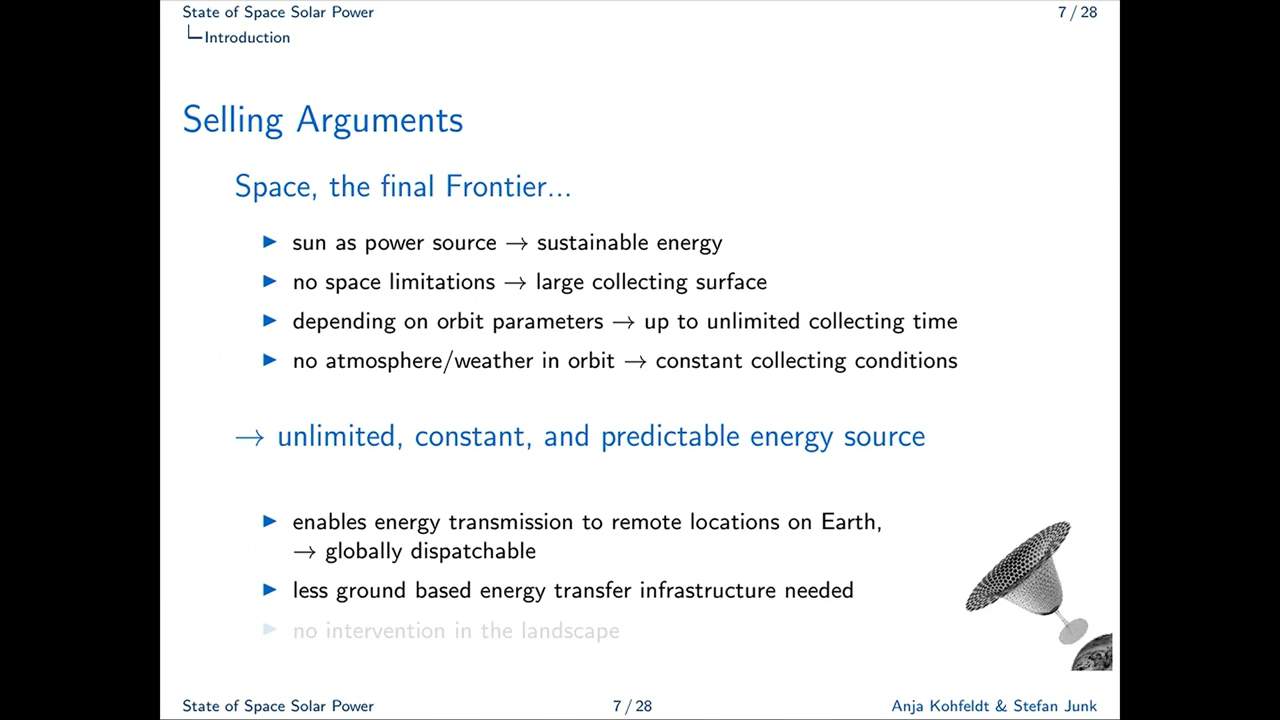 State of Space Solar Power 7 / 28
Introduction
Selling Arguments
Space, the final Frontier...
▶ sun as power source → sustainable energy
▶ no space limitations → large collecting surface
▶ depending on orbit parameters → up to unlimited collecting time
▶ no atmosphere/weather in orbit → constant collecting conditions
→ unlimited, constant, and predictable energy source
▶ enables energy transmission to remote locations on Earth,
→ globally dispatchable
▶ less ground based energy transfer infrastructure needed
▶ no intervention in the landscape
State of Space Solar Power 7 / 28 Anja Kohfeldt & Stefan Junk